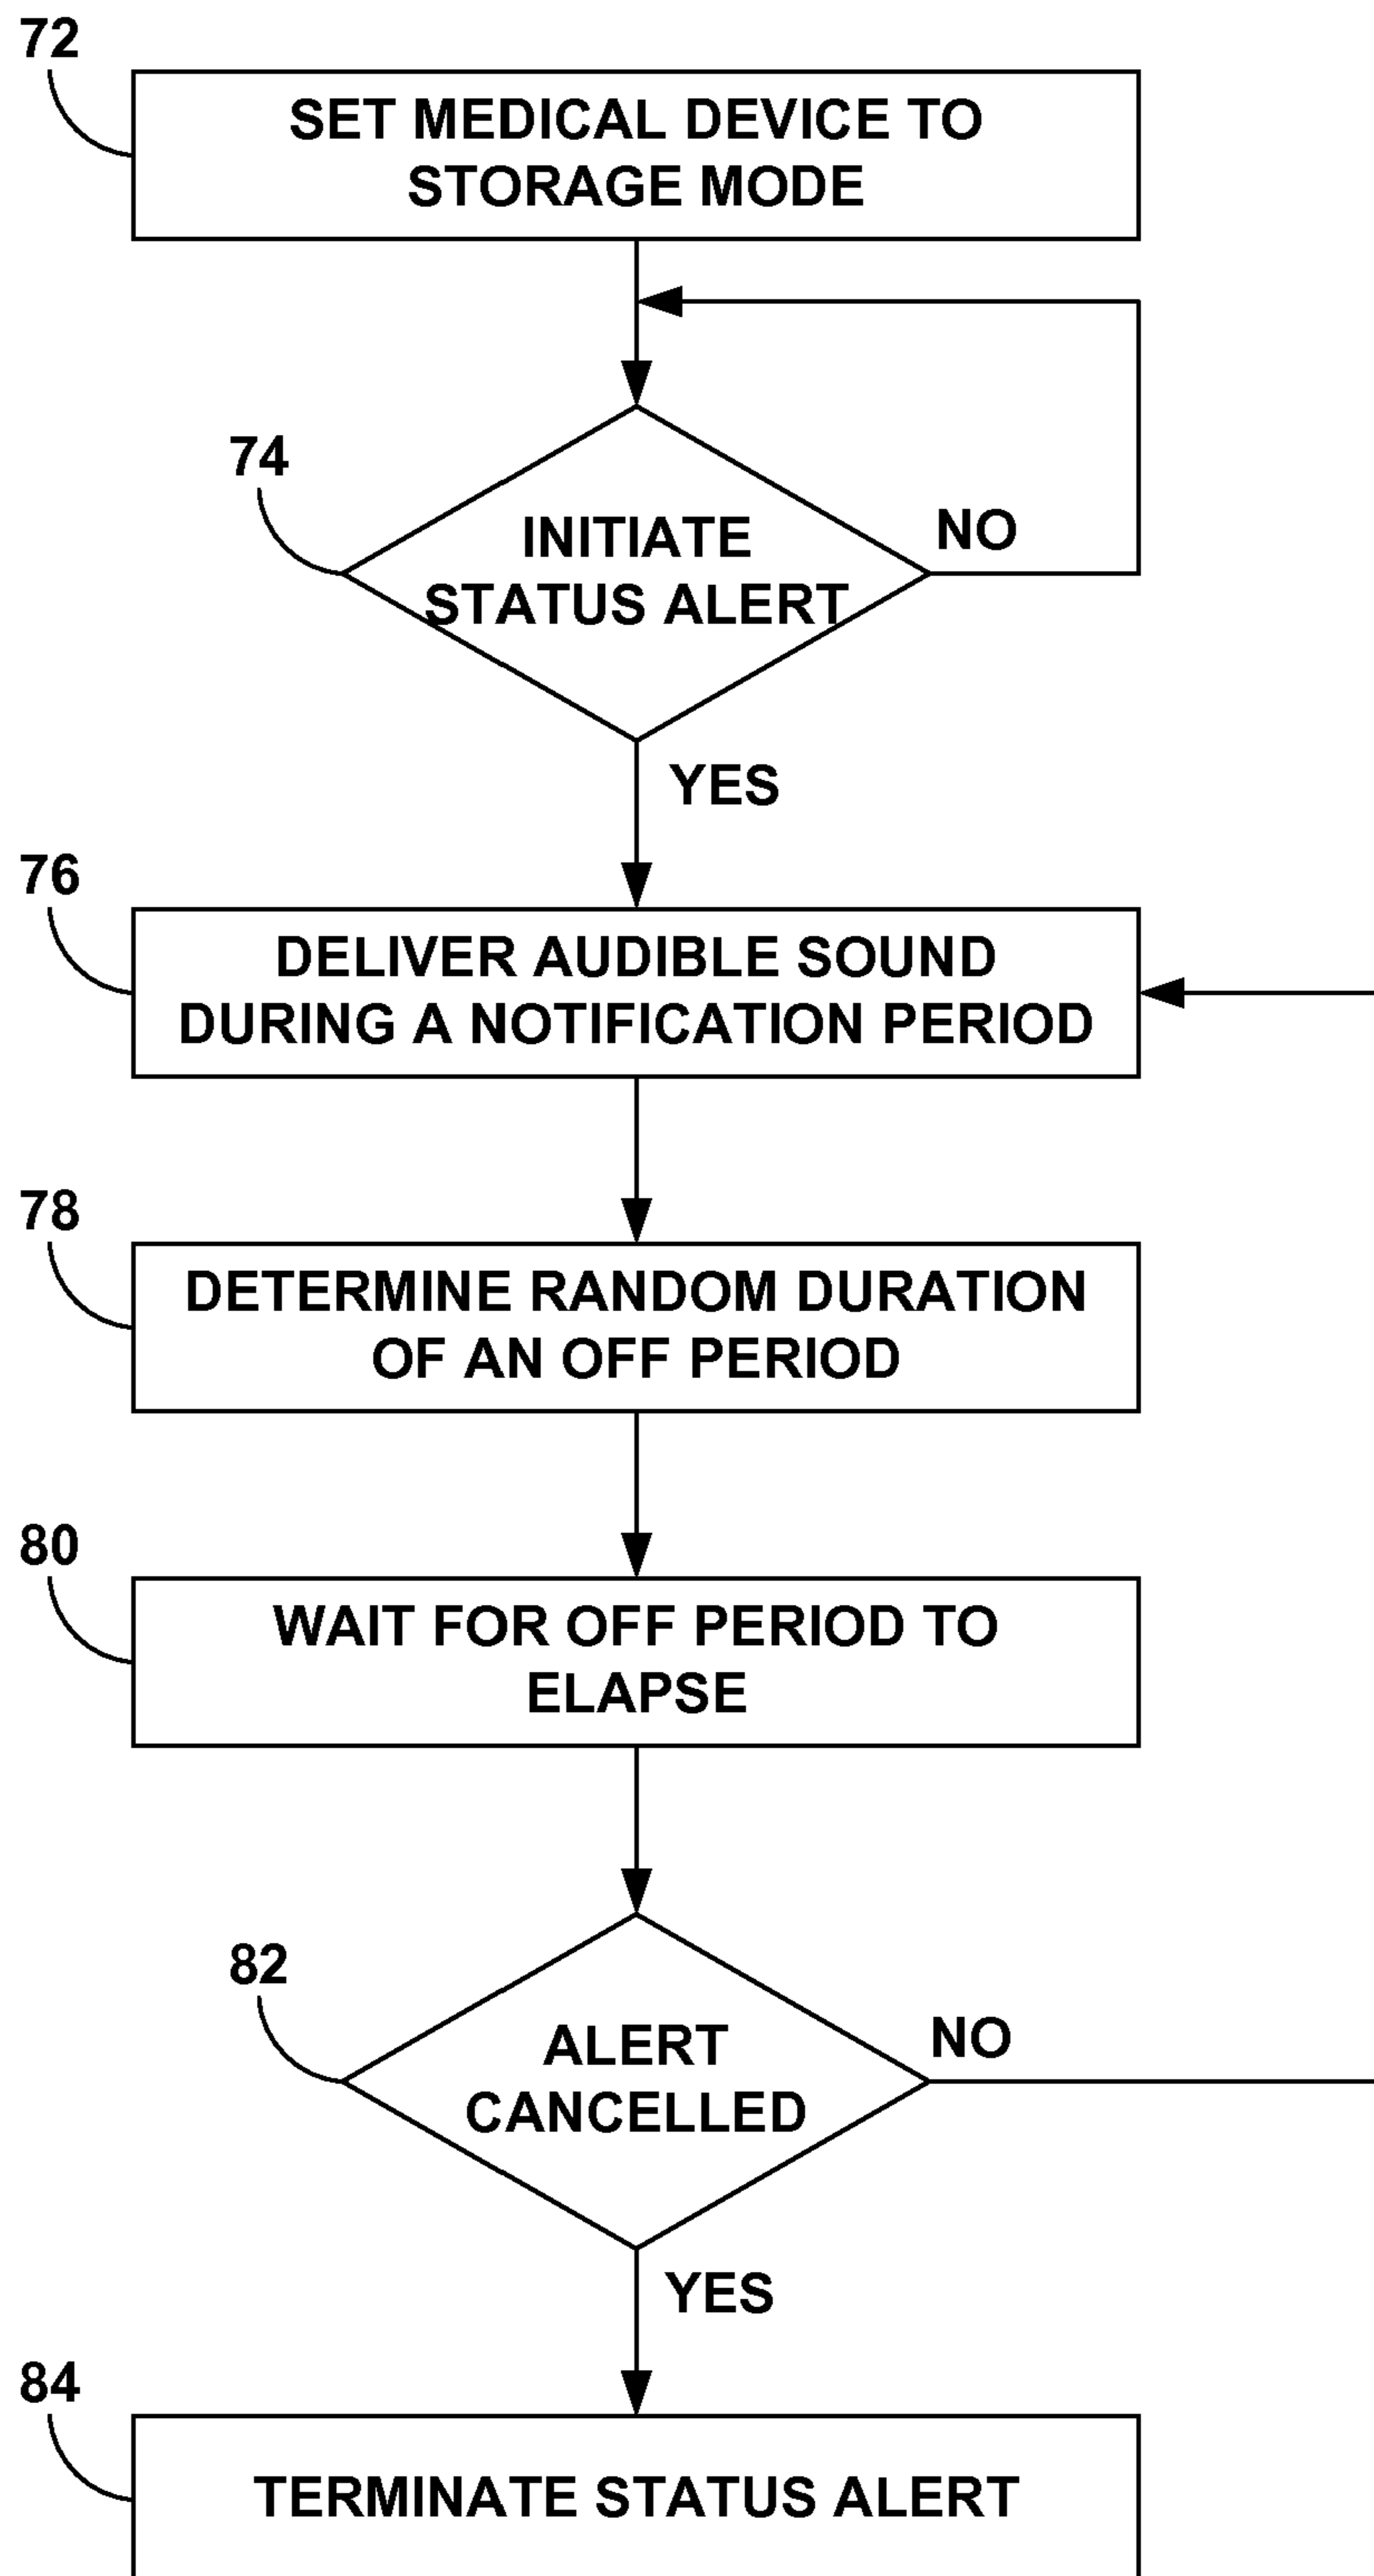 72
SET MEDICAL DEVICE TO
STORAGE MODE
74
INITIATE
STATUS ALERT
NO
YES
76
DELIVER AUDIBLE SOUND
DURING A NOTIFICATION PERIOD
78
DETERMINE RANDOM DURATION
OF AN OFF PERIOD
80
WAIT FOR OFF PERIOD TO
ELAPSE
82
ALERT
CANCELLED
NO
YES
84
TERMINATE STATUS ALERT